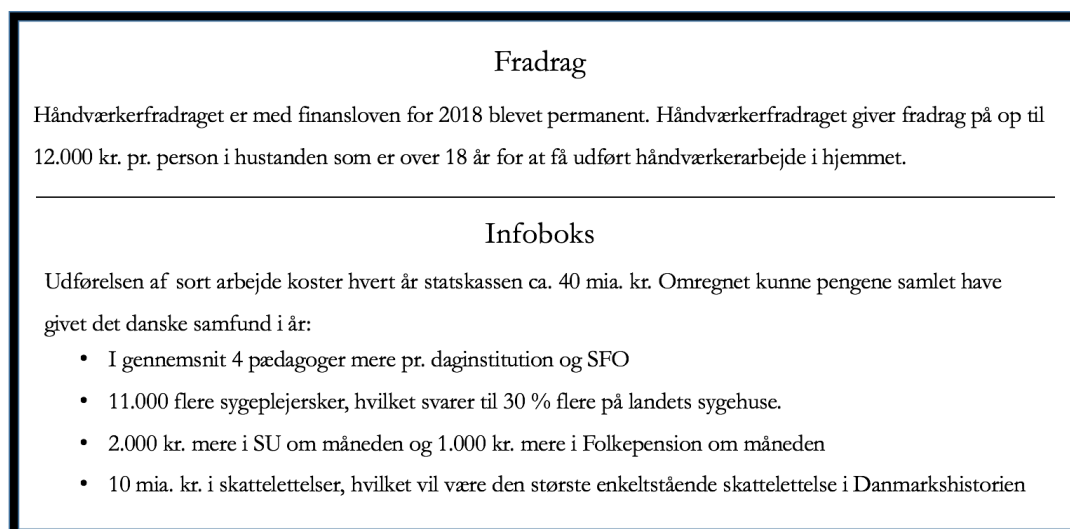 Fradrag
Håndværkerfradraget er med finansloven for 2018 blevet permanent. Håndværkerfradraget giver fradrag på op til
12.000 kr. pr. person i hustanden som er over 18 år for at få udført håndværkerarbejde i hjemmet.
Infoboks
Udførelsen af sort arbejde koster hvert år statskassen ca. 40 mia. kr. Omregnet kunne pengene samlet have
givet det danske samfund i år:
• I gennemsnit 4 pædagoger mere pr. daginstitution og SFO
• 11.000 flere sygeplejersker, hvilket svarer til 30 % flere på landets sygehuse.
• 2.000 kr. mere i SU om måneden og 1.000 kr. mere i Folkepension om måneden
• 10 mia. kr. i skattelettelser, hvilket vil være den største enkeltstående skattelettelse i Danmarkshistorien